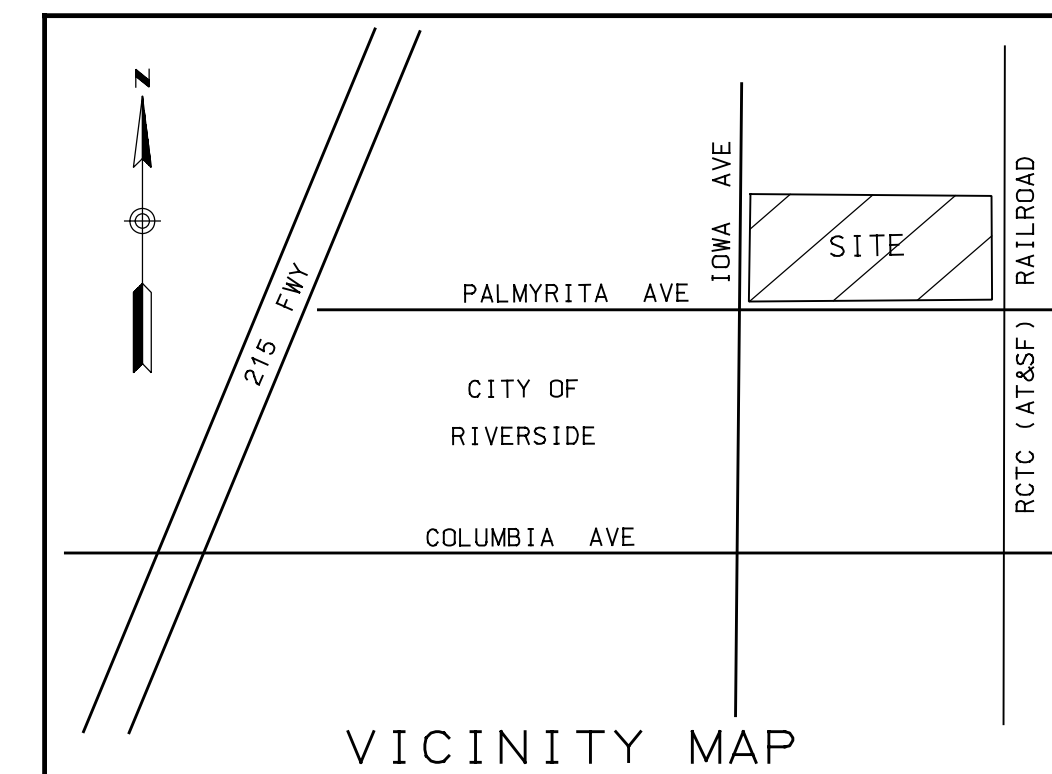 N
IOWA AVE
RAILROAD
SITE
215 FWY
PALMYRITA AVE
RCTC (AT&SF)
CITY OF
RIVERSIDE
COLUMBIA AVE
VICINITY MAP